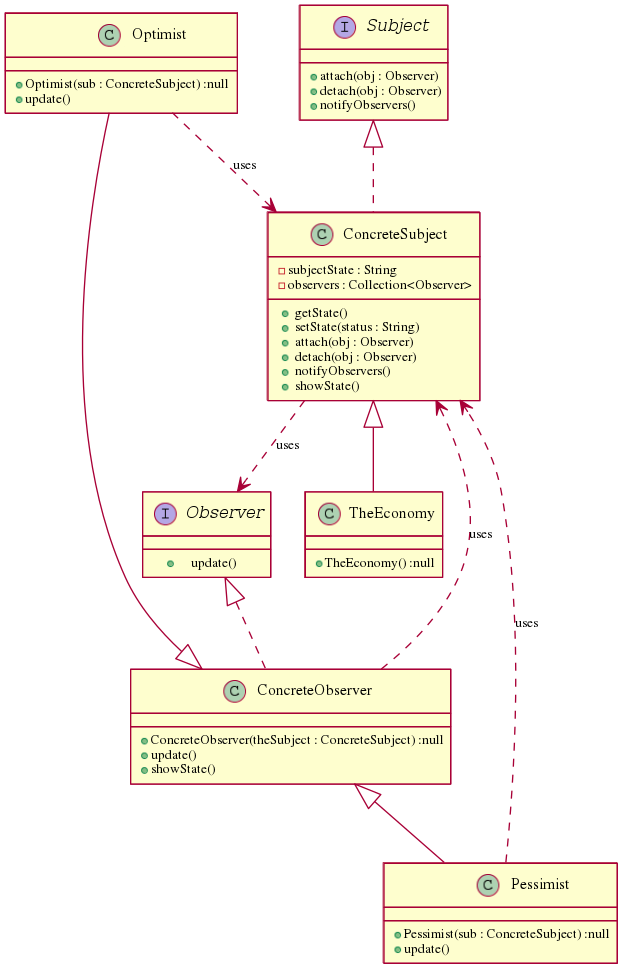 C Optimist
Optimist(sub : ConcreteSubject) :null
update()
I Subject
attach(obj : Observer)
detach(obj : Observer)
notifyObservers()
uses
C ConcreteSubject
subjectState : String
observers : Collection<Observer>
getState()
setState(status : String)
attach(obj : Observer)
detach(obj : Observer)
notifyObservers()
showState()
uses
I Observer
update()
C TheEconomy
TheEconomy() :null
uses
uses
C ConcreteObserver
ConcreteObserver(theSubject : ConcreteSubject) :null
update()
showState()
C Pessimist
Pessimist(sub : ConcreteSubject) :null
update()